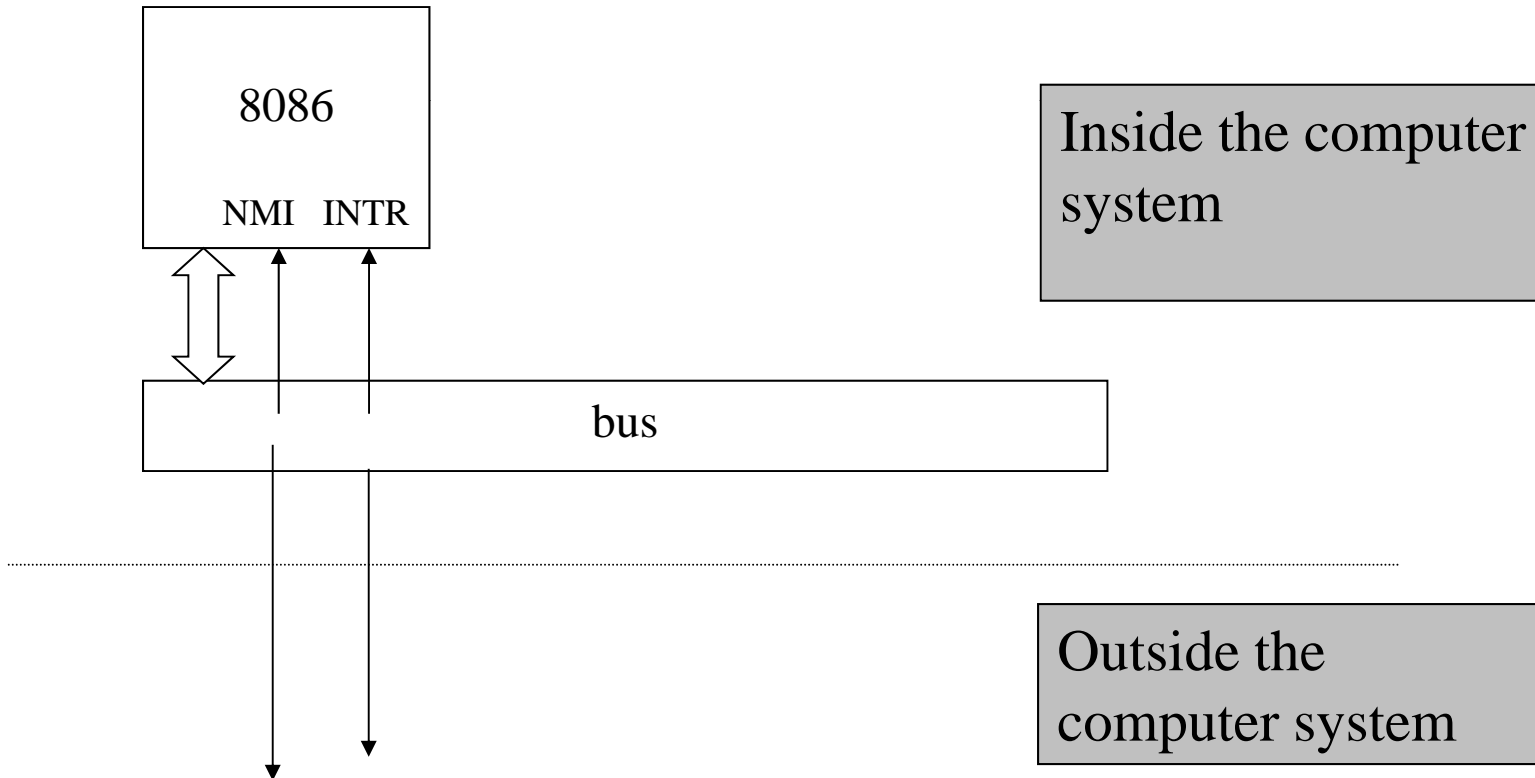 8086
NMI INTR
Inside the computer
system
bus
Outside the
computer system